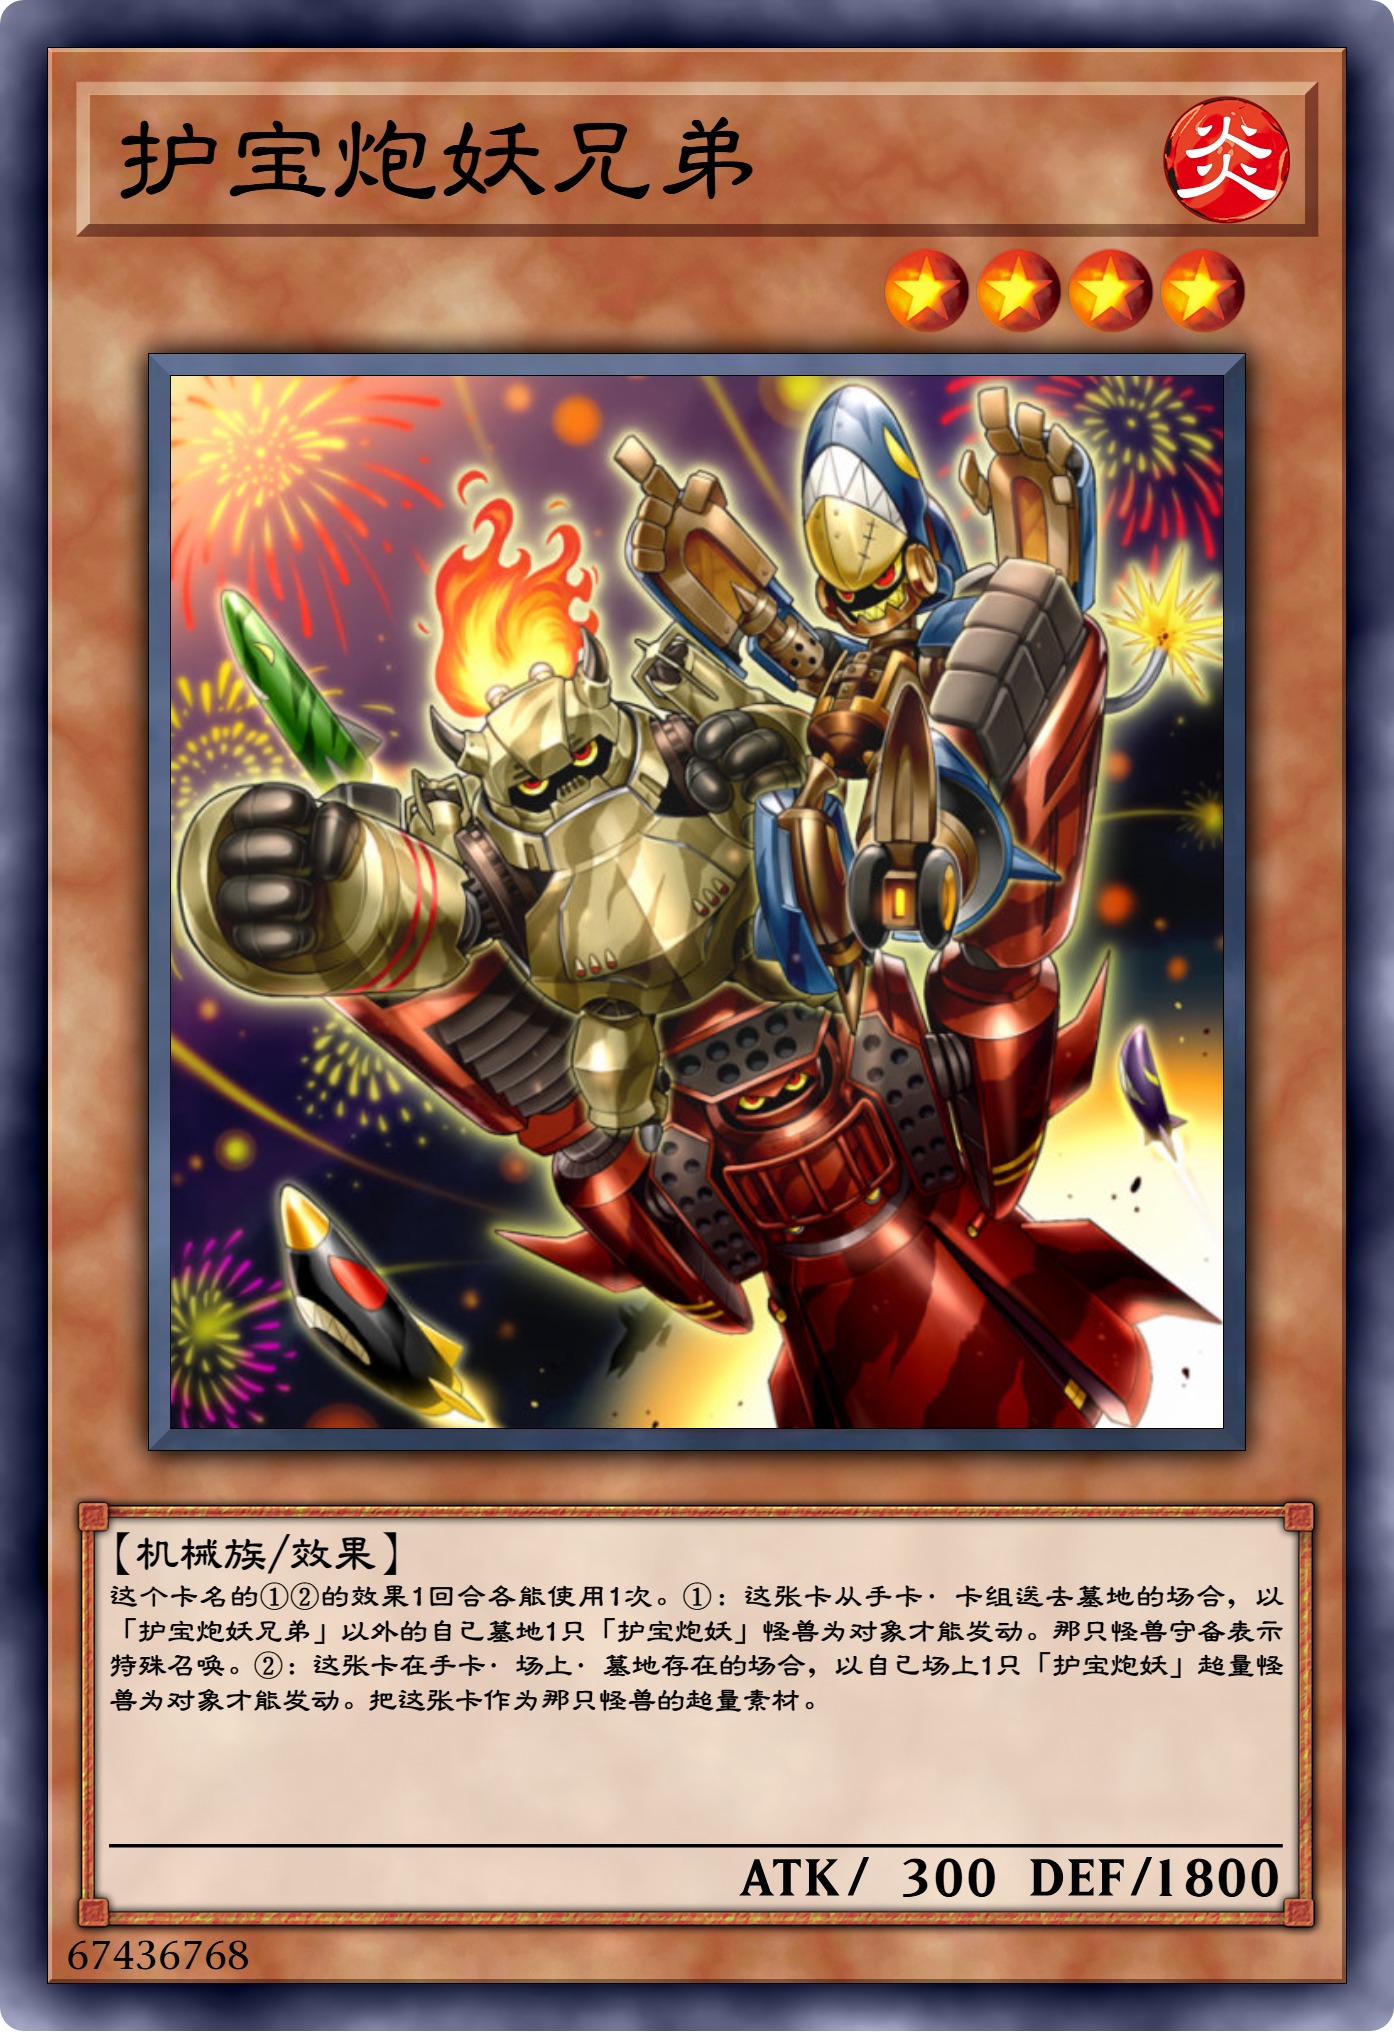 护宝炮妖兄弟
炎
【机械族/效果】
这个卡名的①②的效果1回合各能使用1次。①：这张卡从手卡·卡组送去墓地的场合，以
「护宝炮妖兄弟」以外的自己墓地1只「护宝炮妖」怪兽为对象才能发动。那只怪兽守备表示
特殊召唤。②：这张卡在手卡·场上·墓地存在的场合，以自己场上1只「护宝炮妖」超量怪
兽为对象才能发动。把这张卡作为那只怪兽的超量素材。
ATK/ 300 DEF/1800
67436768